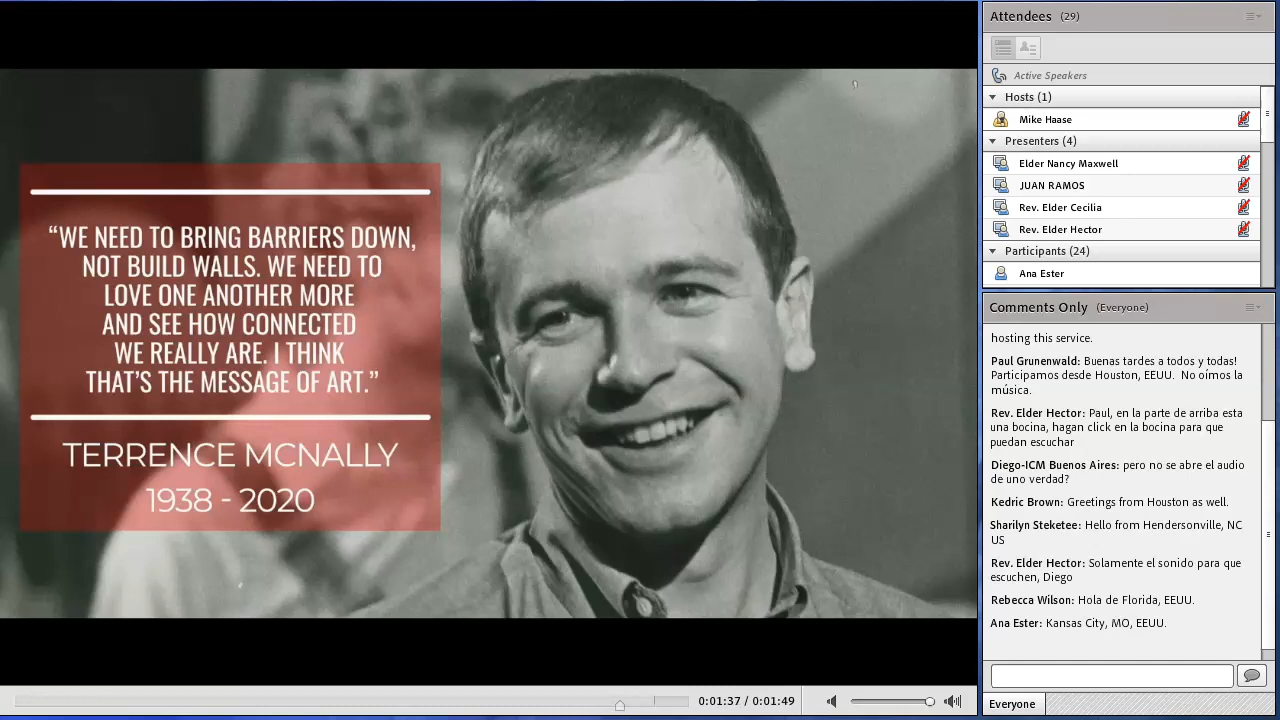 “WE NEED TO BRING BARRIERS DOWN,
NOT BUILD WALLS. WE NEED TO
LOVE ONE ANOTHER MORE
AND SEE HOW CONNECTED
WE REALLY ARE. I THINK
THAT’S THE MESSAGE OF ART.”
TERRENCE MCNALLY
1938 - 2020
0:01:37 / 0:01:49
Attendees (29)
Active Speakers
Hosts (1)
Mike Haase
Presenters (4)
Elder Nancy Maxwell
JUAN RAMOS
Rev. Elder Cecilia
Rev. Elder Hector
Participants (24)
Ana Ester
Comments Only (Everyone)
hosting this service.
Paul Grunenwald: Buenas tardes a todos y todas!
Participamos desde Houston, EEUU. No oímos la
música.
Rev. Elder Hector: Paul, en la parte de arriba esta
una bocina, hagan click en la bocina para que
puedan escuchar
Diego-ICM Buenos Aires: pero no se abre el audio
de uno verdad?
Kedric Brown: Greetings from Houston as well.
Sharilyn Steketee: Hello from Hendersonville, NC
US
Rev. Elder Hector: Solamente el sonido para que
escuchen, Diego
Rebecca Wilson: Hola de Florida, EEUU.
Ana Ester: Kansas City, MO, EEUU.
Everyone